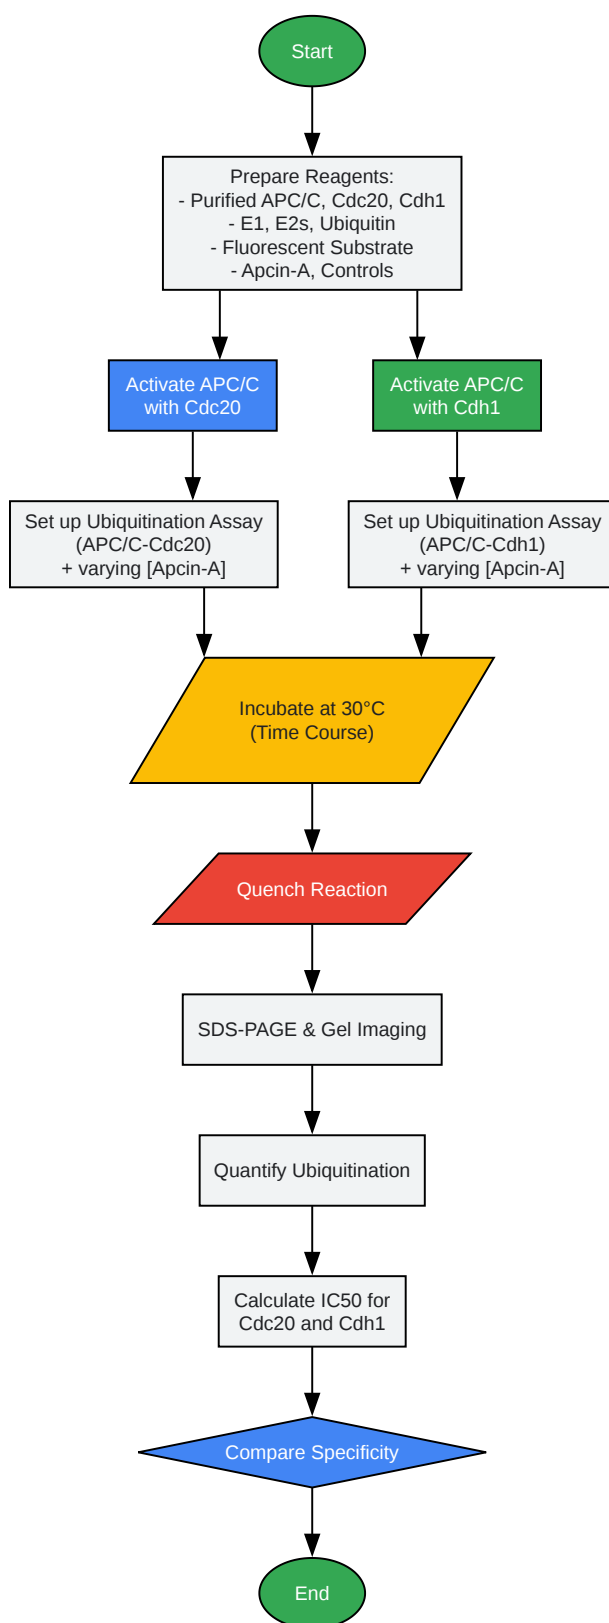 Start
Prepare Reagents:
- Purified APC/C, Cdc20, Cdh1
- E1, E2s, Ubiquitin
- Fluorescent Substrate
- Apcin-A, Controls
Activate APC/C
with Cdc20
Activate APC/C
with Cdh1
Set up Ubiquitination Assay
(APC/C-Cdc20)
+ varying [Apcin-A]
Set up Ubiquitination Assay
(APC/C-Cdh1)
+ varying [Apcin-A]
Incubate at 30°C
(Time Course)
Quench Reaction
SDS-PAGE & Gel Imaging
Quantify Ubiquitination
Calculate IC50 for
Cdc20 and Cdh1
Compare Specificity
End